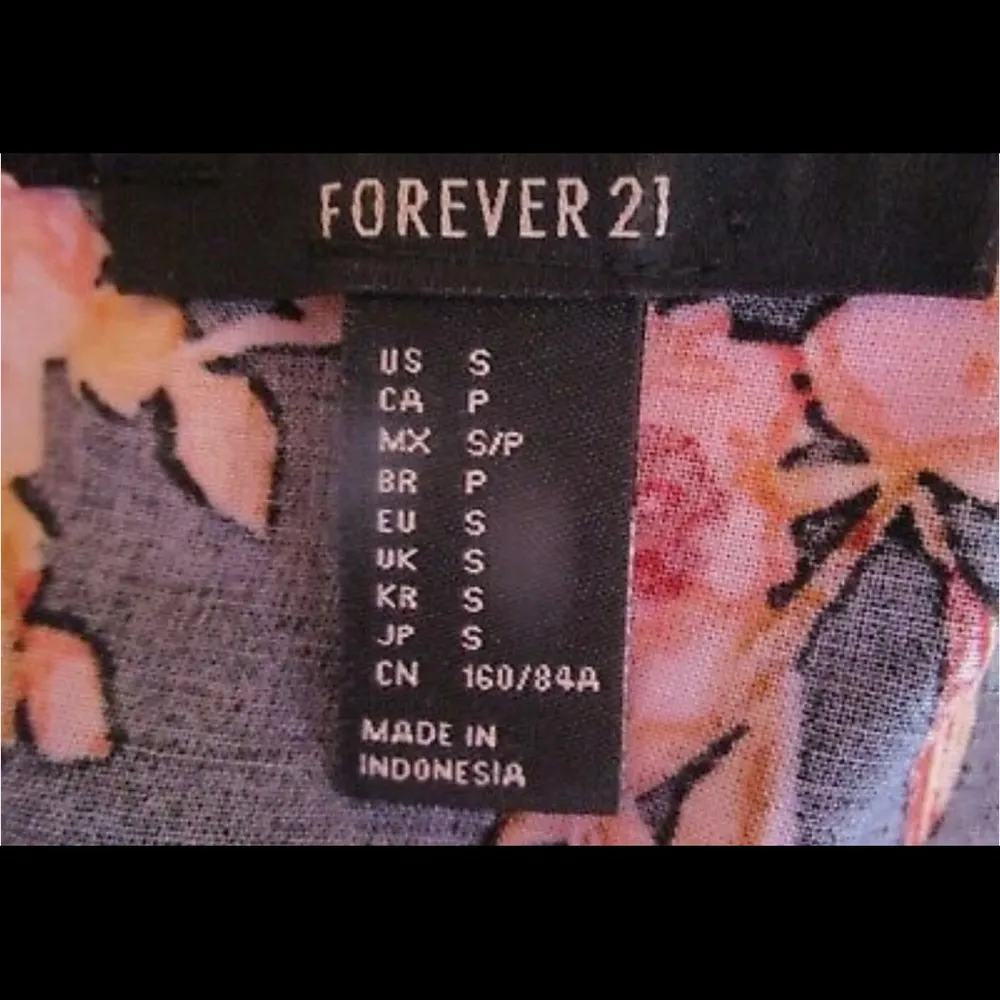 FOREVER 21
US S
CA P
MX S/P
BR P
EU S
UK S
KR S
JP S
CN 160/84A
MADE IN
INDONESIA